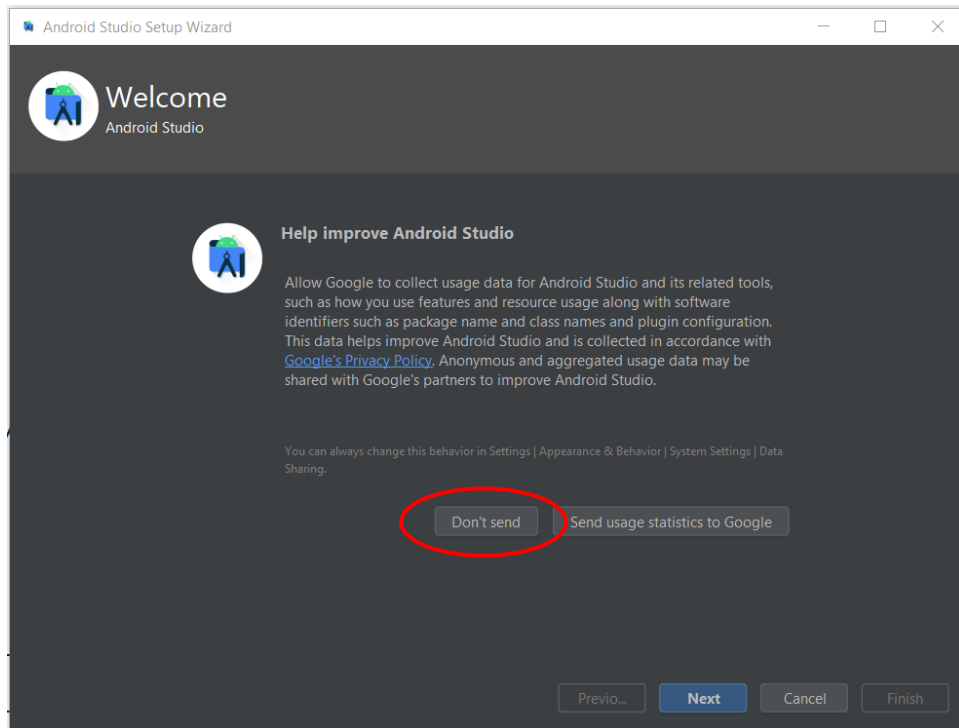 Android Studio Setup Wizard
Welcome
Android Studio
Help improve Android Studio
Allow Google to collect usage data for Android Studio and its related tools,
such as how you use features and resource usage along with software
identifiers such as package name and class names and plugin configuration.
This data helps improve Android Studio and is collected in accordance with
Google's Privacy Policy. Anonymous and aggregated usage data may be
shared with Google's partners to improve Android Studio.
You can always change this behavior in Settings | Appearance & Behavior | System Settings | Data
Sharing.
Don't send Send usage statistics to Google
Previo... Next Cancel Finish